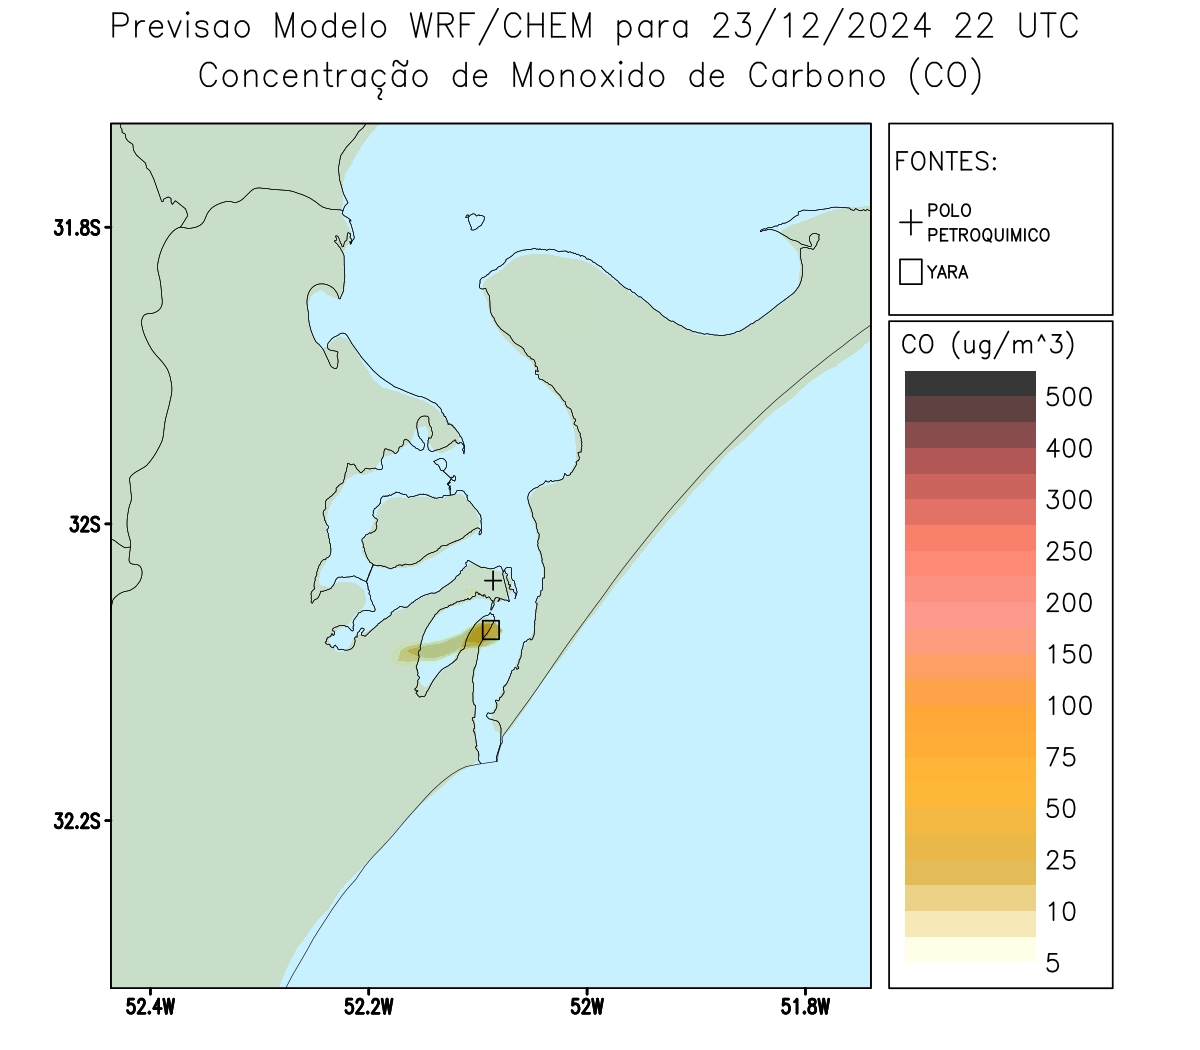 Previsao Modelo WRF/CHEM para 23/12/2024 22 UTC
Concentração de Monoxido de Carbono (CO)
FONTES:
POLO
PETROQUIMICO
YARA
CO (ug/m^3)
500
400
300
250
200
150
100
75
50
25
10
5
31.8S
32S
32.2S
52.4W
52.2W
52W
51.8W